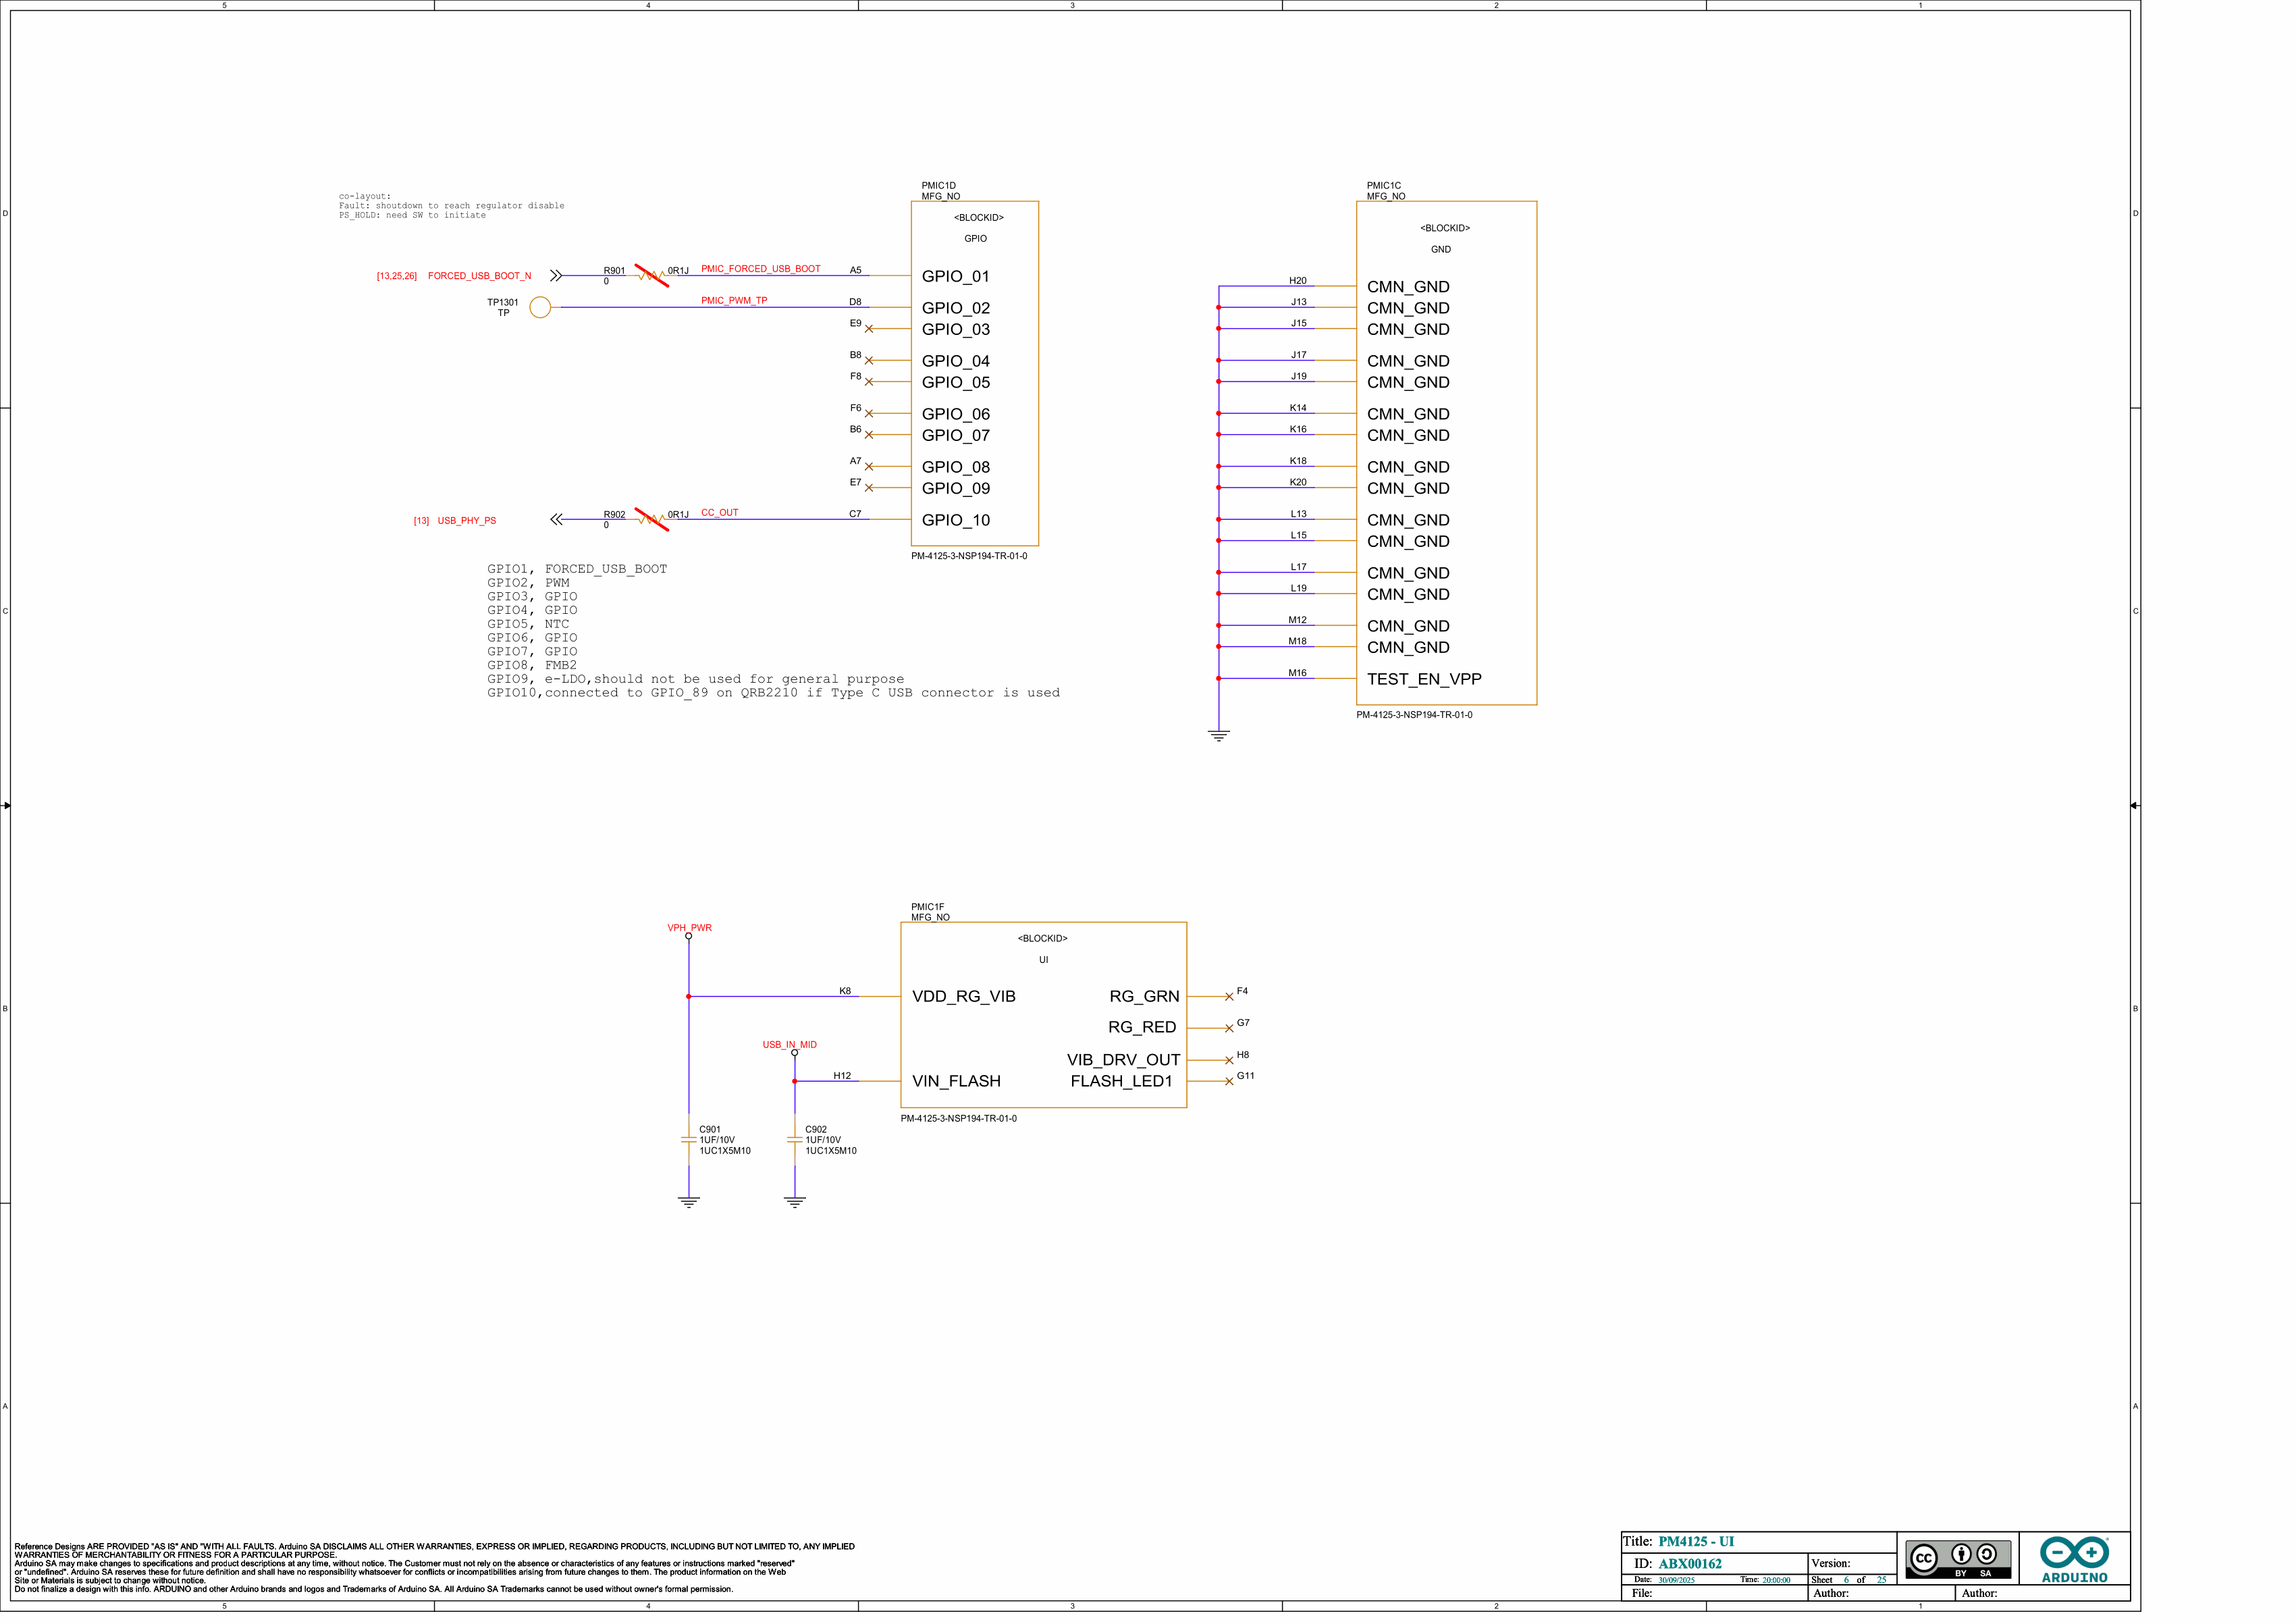 5 4 3 2 1
D
C
B
A
co-layout:
Fault: shoutdown to reach regulator disable
PS_HOLD: need SW to initiate
PMIC1D
MFG_NO
<BLOCKID>
GPIO
[13,25,26] FORCED_USB_BOOT_N
R901
0
0R1J
PMIC_FORCED_USB_BOOT
A5
GPIO_01
TP1301
TP
PMIC_PWM_TP
D8
GPIO_02
E9
GPIO_03
B8
GPIO_04
F8
GPIO_05
F6
GPIO_06
B6
GPIO_07
A7
GPIO_08
E7
GPIO_09
[13] USB_PHY_PS
R902
0
0R1J
CC_OUT
C7
GPIO_10
PM-4125-3-NSP194-TR-01-0
GPIO1, FORCED_USB_BOOT
GPIO2, PWM
GPIO3, GPIO
GPIO4, GPIO
GPIO5, NTC
GPIO6, GPIO
GPIO7, GPIO
GPIO8, FMB2
GPIO9, e-LDO,should not be used for general purpose
GPIO10,connected to GPIO_89 on QRB2210 if Type C USB connector is used
PMIC1C
MFG_NO
<BLOCKID>
GND
H20 CMN_GND
J13 CMN_GND
J15 CMN_GND
J17 CMN_GND
J19 CMN_GND
K14 CMN_GND
K16 CMN_GND
K18 CMN_GND
K20 CMN_GND
L13 CMN_GND
L15 CMN_GND
L17 CMN_GND
L19 CMN_GND
M12 CMN_GND
M18 CMN_GND
M16 TEST_EN_VPP
PM-4125-3-NSP194-TR-01-0
PMIC1F
MFG_NO
<BLOCKID>
UI
VPH_PWR
K8
VDD_RG_VIB
RG_GRN
F4
RG_RED
G7
USB_IN_MID
VIB_DRV_OUT
H8
H12
VIN_FLASH
FLASH_LED1
G11
PM-4125-3-NSP194-TR-01-0
C901
1UF/10V
1UC1X5M10
C902
1UF/10V
1UC1X5M10
D
C
B
A
Reference Designs ARE PROVIDED "AS IS" AND "WITH ALL FAULTS. Arduino SA DISCLAIMS ALL OTHER WARRANTIES, EXPRESS OR IMPLIED, REGARDING PRODUCTS, INCLUDING BUT NOT LIMITED TO, ANY IMPLIED
WARRANTIES OF MERCHANTABILITY OR FITNESS FOR A PARTICULAR PURPOSE.
Arduino SA may make changes to specifications and product descriptions at any time, without notice. The Customer must not rely on the absence or characteristics of any features or instructions marked "reserved"
or "undefined". Arduino SA reserves these for future definition and shall have no responsibility whatsoever for conflicts or incompatibilities arising from future changes to them. The product information on the Web
Site or Materials is subject to change without notice.
Do not finalize a design with this info. ARDUINO and other Arduino brands and logos and Trademarks of Arduino SA. All Arduino SA Trademarks cannot be used without owner's formal permission.
Title: PM4125 - UI
ID: ABX00162
Version:
Date: 30/09/2025
Time: 20:00:00
Sheet 6 of 25
File:
Author:
Author:
cc
BY SA
ARDUINO
5 4 3 2 1